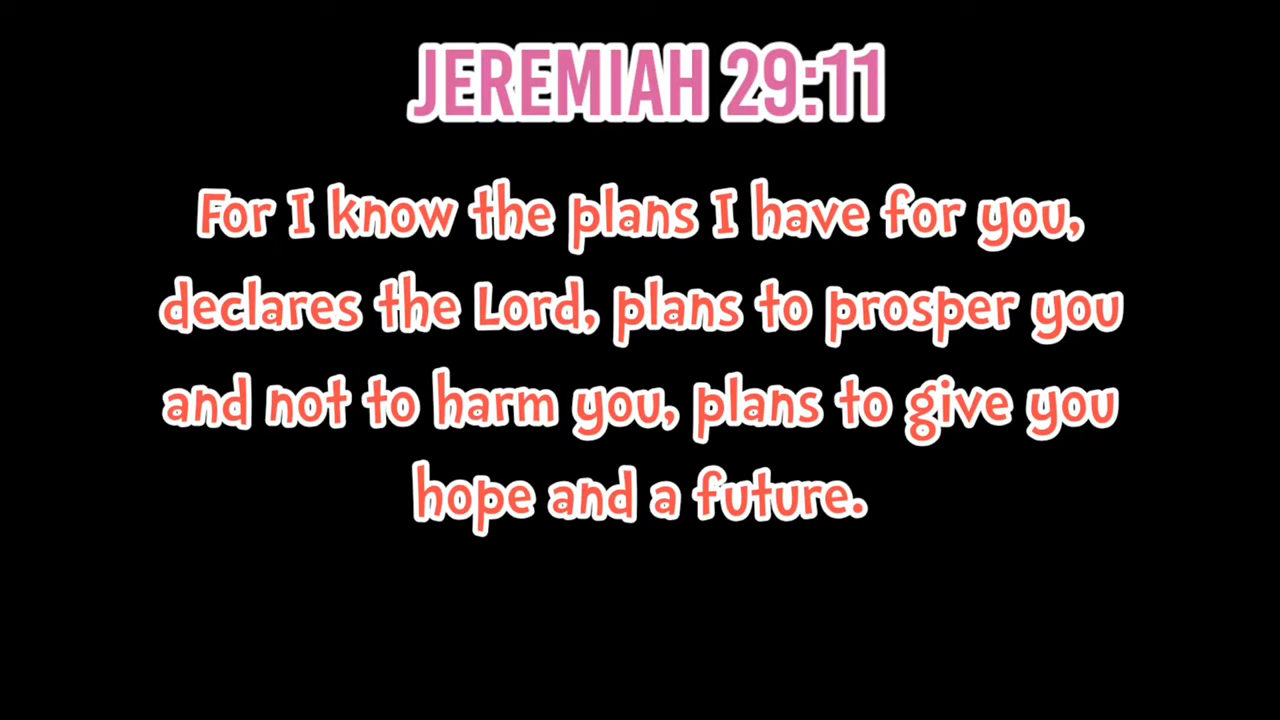 JEREMIAH 29:11
For I know the plans I have for you,
declares the Lord, plans to prosper you
and not to harm you, plans to give you
hope and a future.